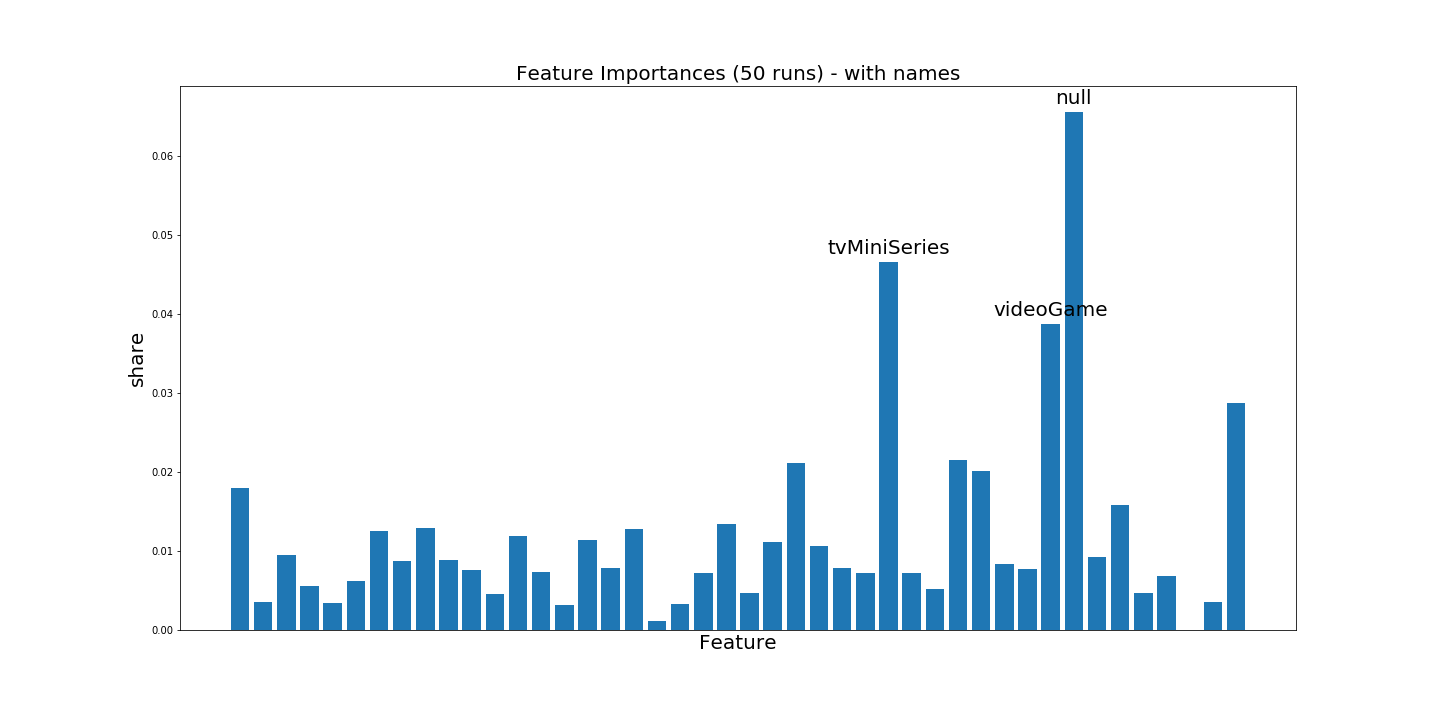 Feature Importances (50 runs) - with names
null
0.06
0.05
tvMiniSeries
0.04
videoGame
share
0.03
0.02
0.01
0.00
Feature